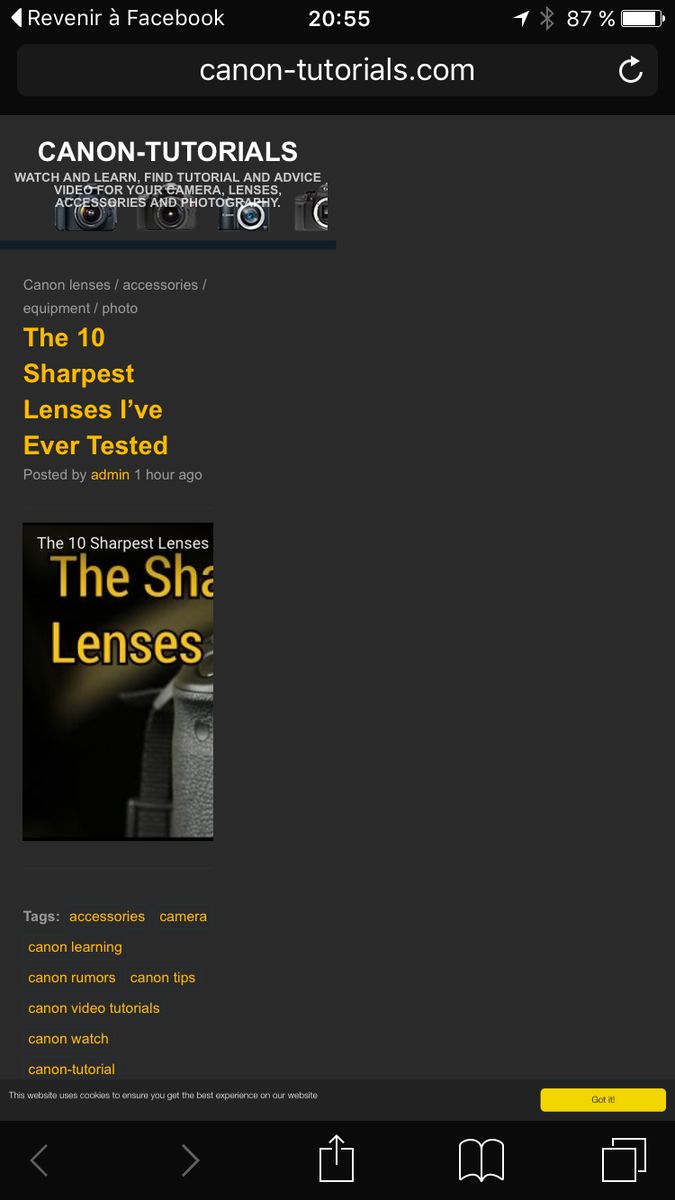 Revenir à Facebook 20:55 87 %
canon-tutorials.com
CANON-TUTORIALS
WATCH AND LEARN, FIND TUTORIAL AND ADVICE
VIDEO FOR YOUR CAMERA, LENSES,
ACCESSORIES AND PHOTOGRAPHY.
Canon lenses / accessories /
equipment / photo
The 10
Sharpest
Lenses I've
Ever Tested
Posted by admin 1 hour ago
The 10 Sharpest Lenses
The Sha
Lenses
Tags: accessories camera
canon learning
canon rumors canon tips
canon video tutorials
canon watch
canon-tutorial
This website uses cookies to ensure you get the best experience on our website
Got it!